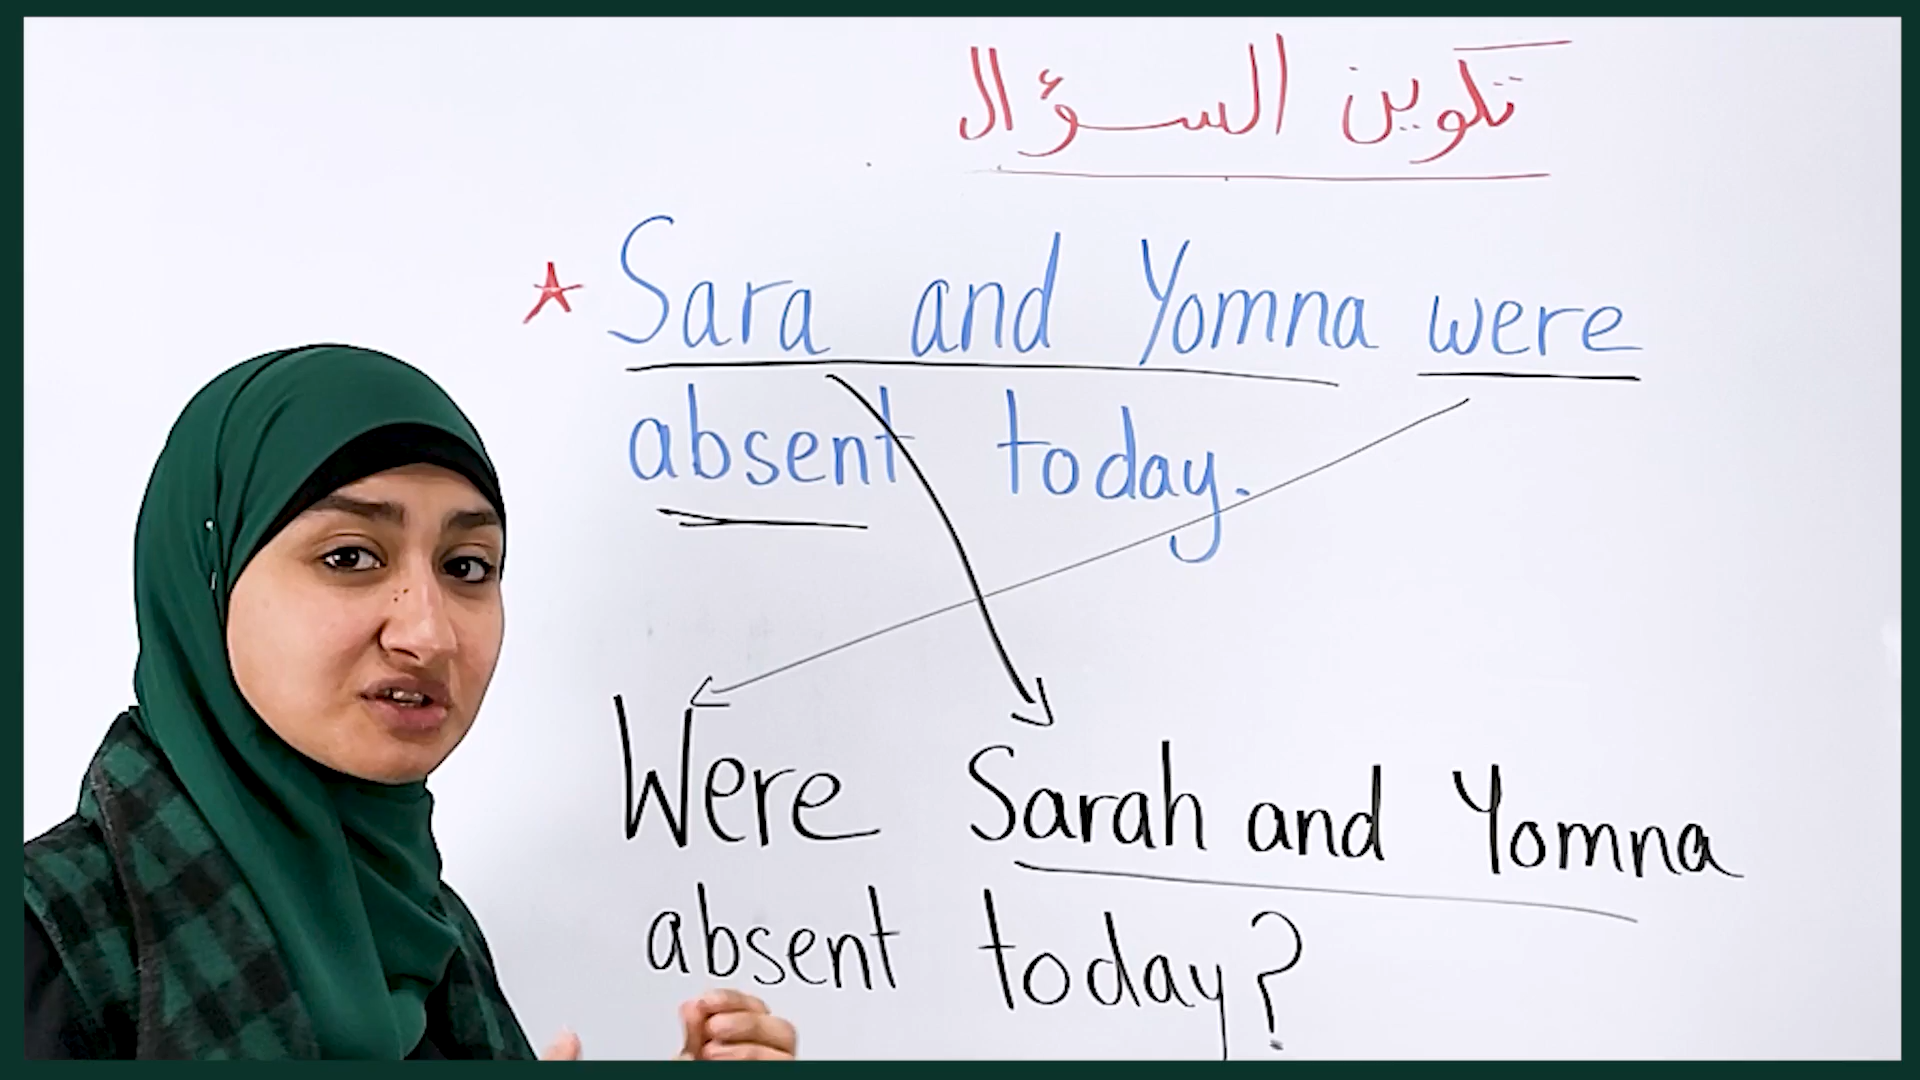 تكوين السؤال
Sara and Yomna were
absent today.
Were Sarah and Yomna
absent today?